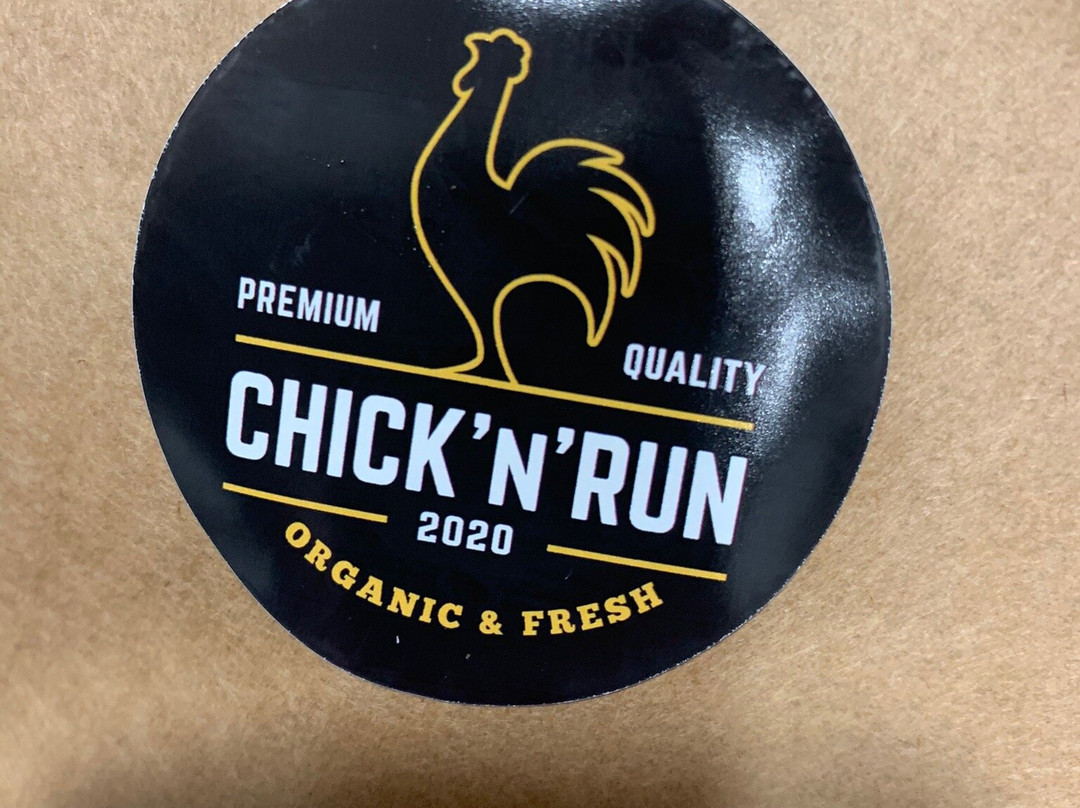 PREMIUM
QUALITY
CHICK'N'RUN
2020
ORGANIC & FRESH